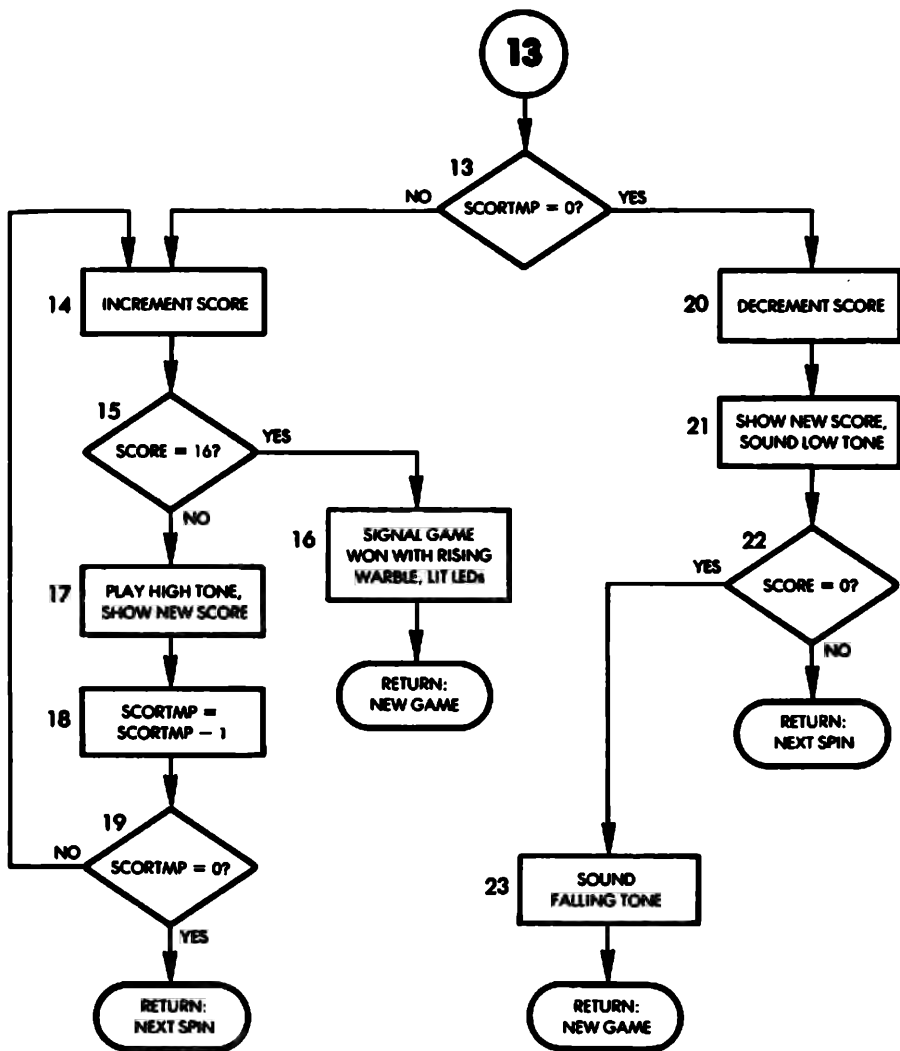 13
13
SCORTMP = 0?
NO
YES
14
INCREMENT SCORE
20
DECREMENT SCORE
15
SCORE = 16?
YES
NO
21
SHOW NEW SCORE,
SOUND LOW TONE
16
SIGNAL GAME
WON WITH RISING
WARBLE, LIT LEDs
22
SCORE = 0?
YES
NO
17
PLAY HIGH TONE,
SHOW NEW SCORE
RETURN:
NEW GAME
18
SCORTMP =
SCORTMP – 1
RETURN:
NEXT SPIN
19
SCORTMP = 0?
NO
YES
23
SOUND
FALLING TONE
RETURN:
NEXT SPIN
RETURN:
NEW GAME